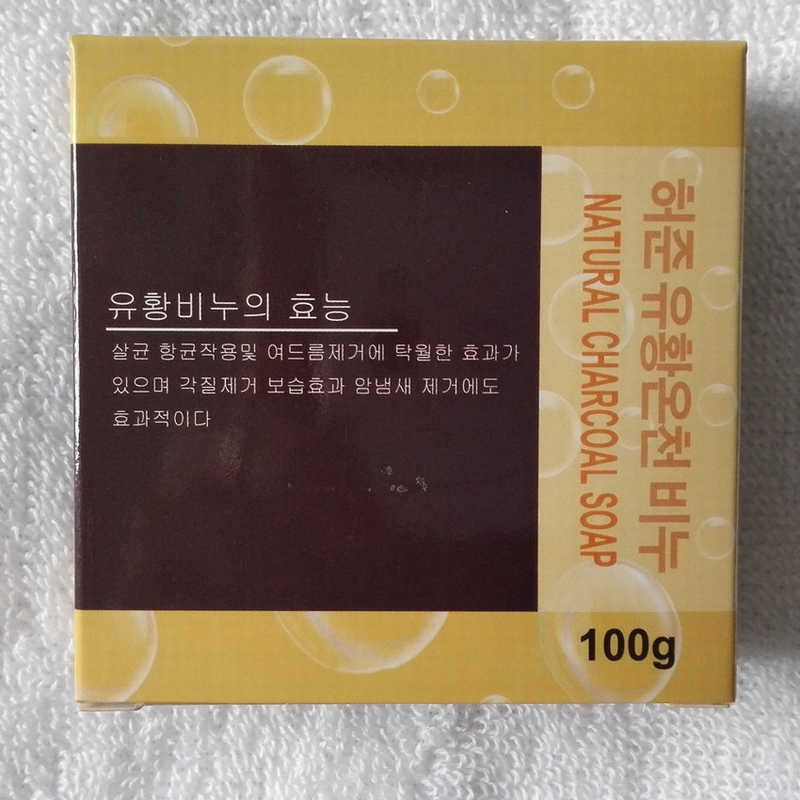 유황비누의 효능
살균 항균작용및 여드름제거에 탁월한 효과가
있으며 각질제거 보습효과 암냄새 제거에도
효과적이다
허준 유황온천 비누
NATURAL CHARCOAL SOAP
100g